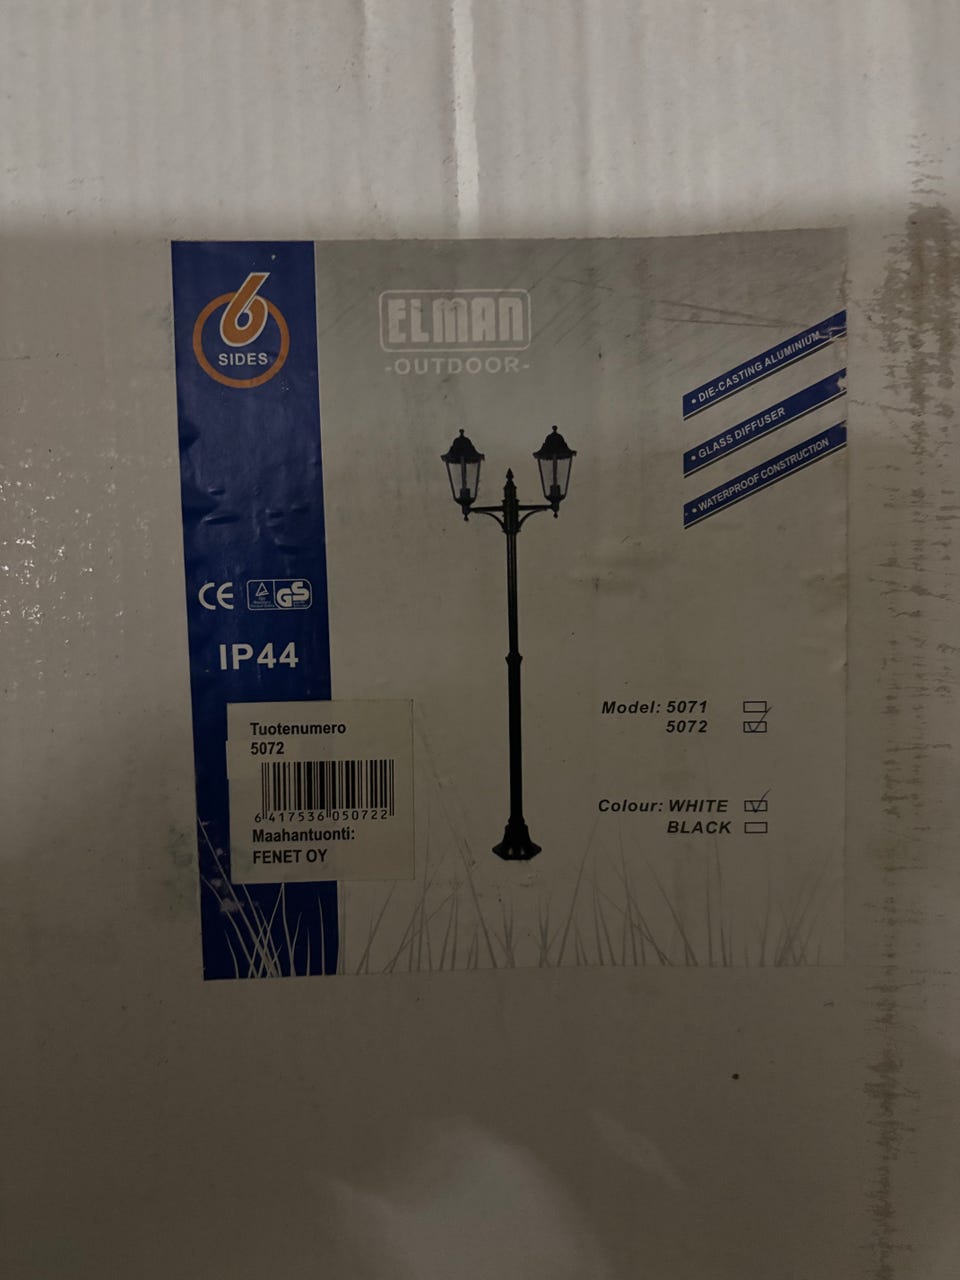 6
SIDES
ELMAN
-OUTDOOR-
• DIE-CASTING ALUMINIUM
• GLASS DIFFUSER
• WATERPROOF CONSTRUCTION
CE
GS
IP44
Tuotenumero
5072
6 417536 050722
Maahantuonti:
FENET OY
Model: 5071
5072
Colour: WHITE
BLACK